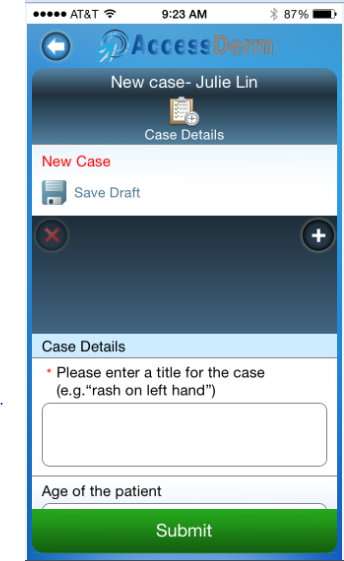 AT&T 9:23 AM 87%
AccessDerm
New case- Julie Lin
Case Details
New Case
Save Draft
Case Details
* Please enter a title for the case
(e.g.“rash on left hand”)
.
Age of the patient
Submit